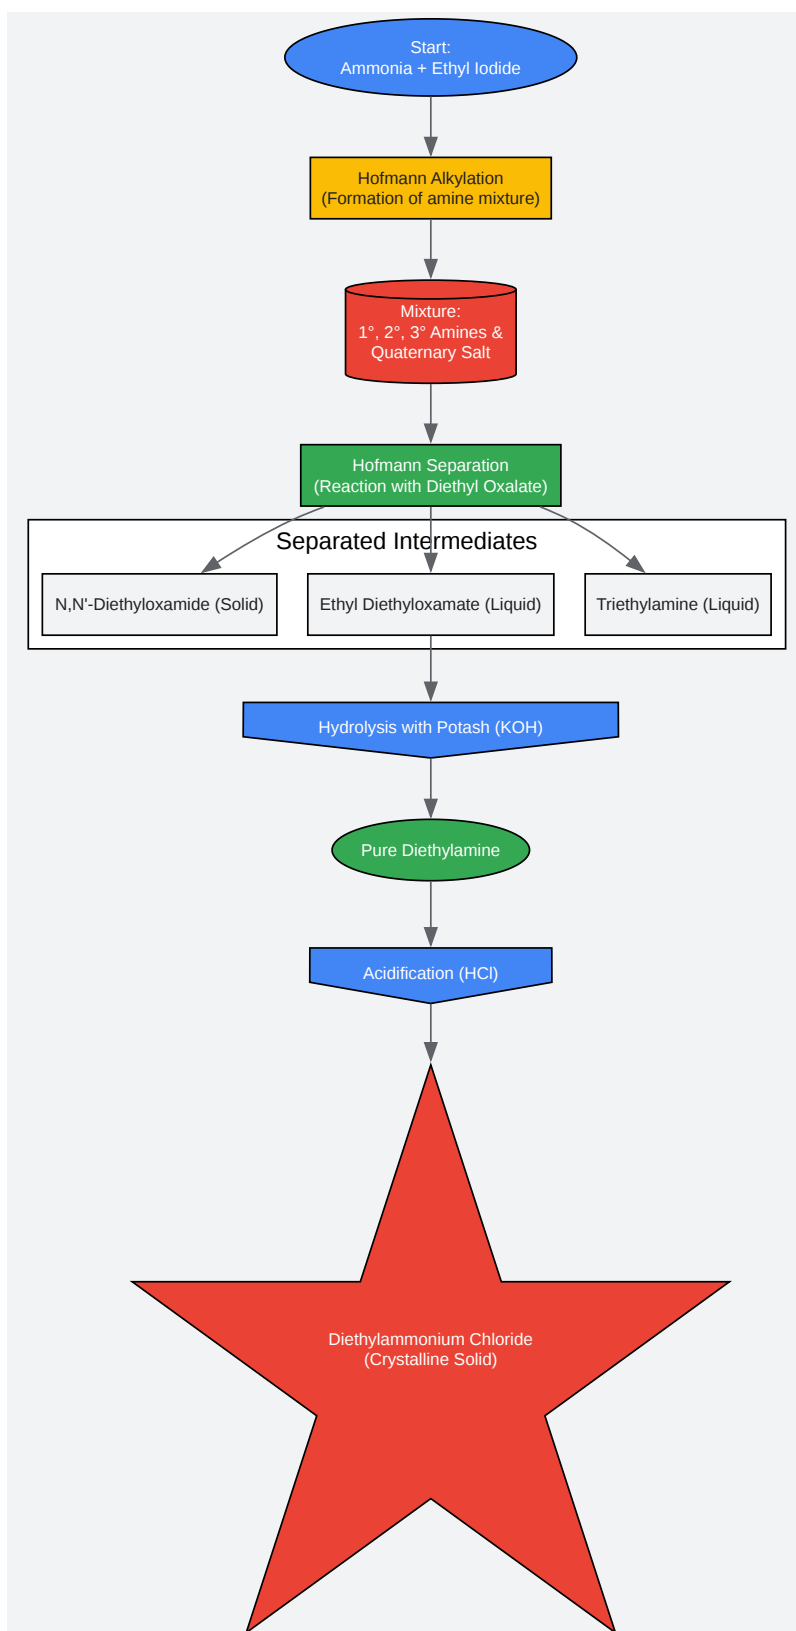 Start:
Ammonia + Ethyl Iodide
Hofmann Alkylation
(Formation of amine mixture)
Mixture:
1°, 2°, 3° Amines &
Quaternary Salt
Hofmann Separation
(Reaction with Diethyl Oxalate)
Separated Intermediates
N,N'-Diethyloxamide (Solid)
Ethyl Diethyloxamate (Liquid)
Triethylamine (Liquid)
Hydrolysis with Potash (KOH)
Pure Diethylamine
Acidification (HCl)
Diethylammonium Chloride
(Crystalline Solid)